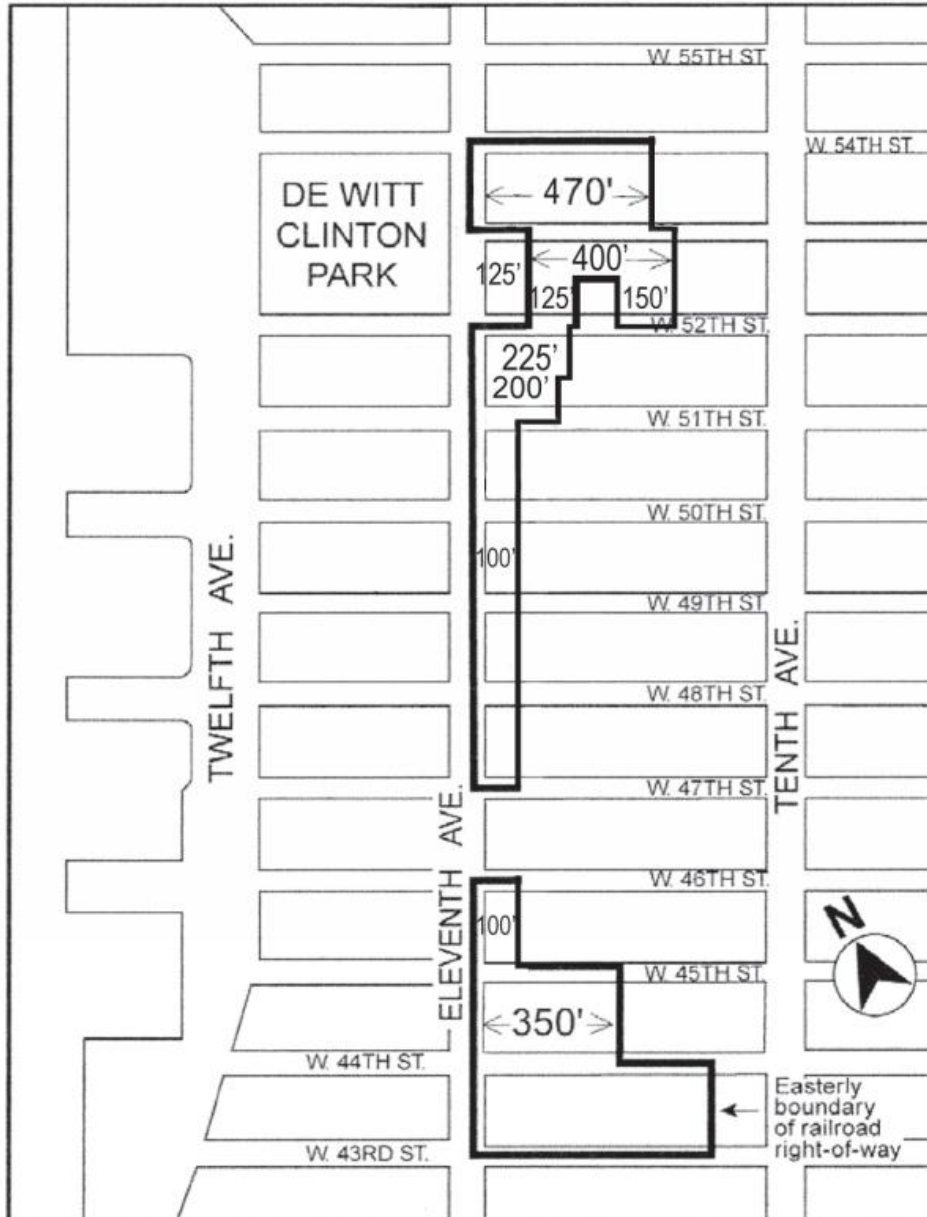 W. 55TH ST.
W. 54TH ST.
DE WITT
CLINTON
PARK
470'
400'
125'
125'
150'
W. 52TH ST.
225'
200'
W. 51TH ST.
W. 50TH ST.
100'
W. 49TH ST.
TWELFTH AVE.
TENTH AVE.
W. 48TH ST.
W. 47TH ST.
ELEVENTH AVE.
W. 46TH ST.
N
100'
W. 45TH ST.
350'
W. 44TH ST.
Easterly
boundary
of railroad
right-of-way
W. 43RD ST.